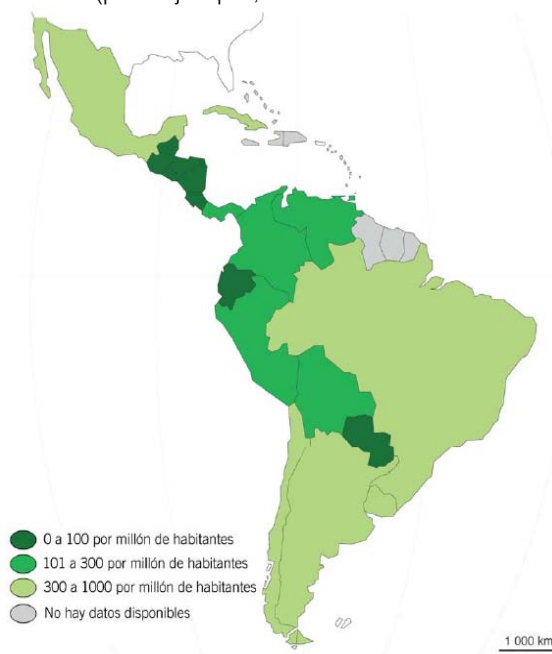 0 a 100 por millón de habitantes
101 a 300 por millón de habitantes
300 a 1000 por millón de habitantes
No hay datos disponibles
1 000 km